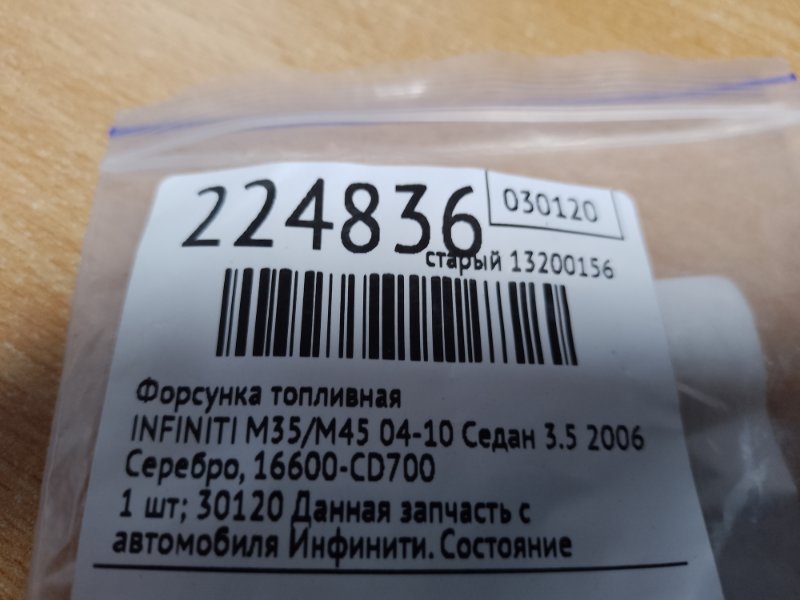 224836
030120
старый 13200156
Форсунка топливная
INFINITI M35/M45 04-10 Седан 3.5 2006
Серебро, 16600-CD700
1 шт; 30120 Данная запчасть с
автомобиля Инфинити. Состояние